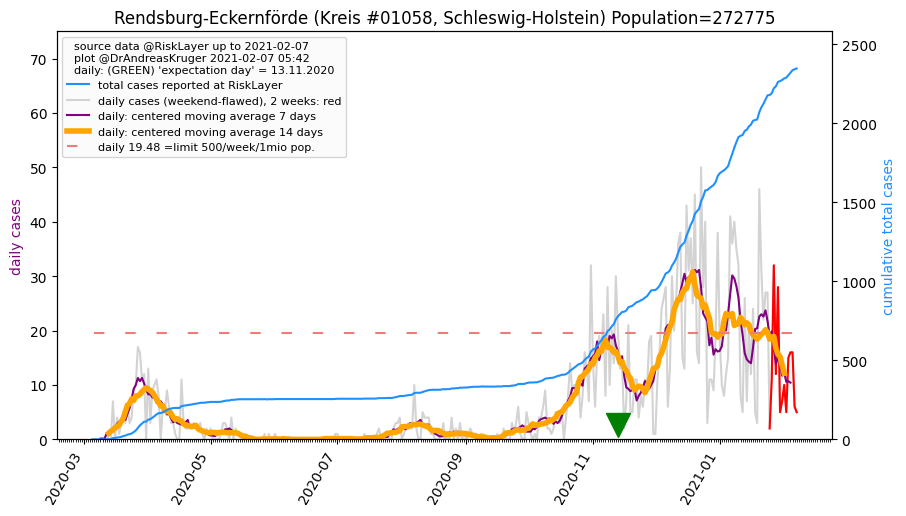 Rendsburg-Eckernförde (Kreis #01058, Schleswig-Holstein) Population=272775
source data @RiskLayer up to 2021-02-07
plot @DrAndreasKruger 2021-02-07 05:42
daily: (GREEN) 'expectation day' = 13.11.2020
total cases reported at RiskLayer
daily cases (weekend-flawed), 2 weeks: red
daily: centered moving average 7 days
daily: centered moving average 14 days
daily 19.48 =limit 500/week/1mio pop.
daily cases
70
60
50
40
30
20
10
0
cumulative total cases
2500
2000
1500
1000
500
0
2020-03
2020-05
2020-07
2020-09
2020-11
2021-01